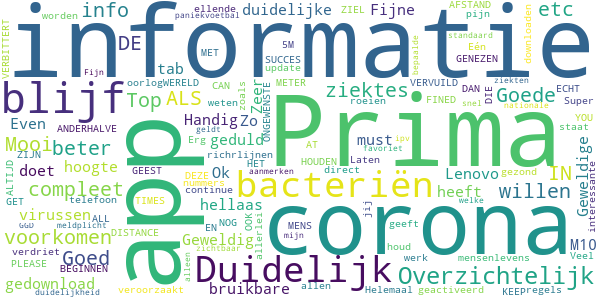 ellende worden info paniekvoetbal duidelijke ZIEL Fijne AFSTAND pijn etc
VERBITTERT informatie standaard Eén downloaden
DE MET SUCCES 5M GENEZEN bepaalde
Fijn oorlog WERELD update METER VERVUILD DAN ziekten
blijf tab CAN ziektes DIE ECHT Super
Top ALS weten zoals Zeer ONGEWENSTE Prima roeien FINED Goede YOU nationale
Even ANDERHALVE Handig Zo geduld AT snel staat
Mooi ZIJN Erg geldt richrlijnen HET HOUDEN must favoriet ipv Laten
beter GEEST Ok aanmerken direct Lenovo IN gezond Geweldige interessante
ALTIJD doet hoogte app DEZE nummers bacteriën heeft willen
GET compleet TIMES continue corona
virussen telefoon hellaas OOK jij M10
GGD meldplicht ALL EN NOG MENS geeft welke
voorkomen DISTANCE Geweldig allerlei mijn houd Veel
verdriet Goed zichtbaar Duidelijk werk mensenlevens
PLEASE BEGINNEN alleen Overzichtelijk
gedownload bruikbare allen Helemaal geactiveerd
duidelijkheid veroorzaakt KEEP regels